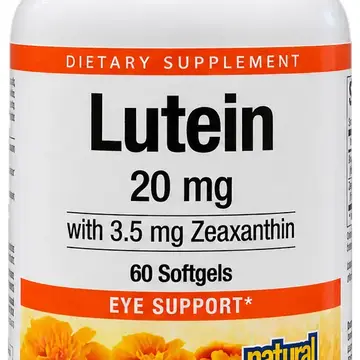 DIETARY SUPPLEMENT
Lutein
20 mg
with 3.5 mg Zeaxanthin
60 Softgels
EYE SUPPORT*
natural